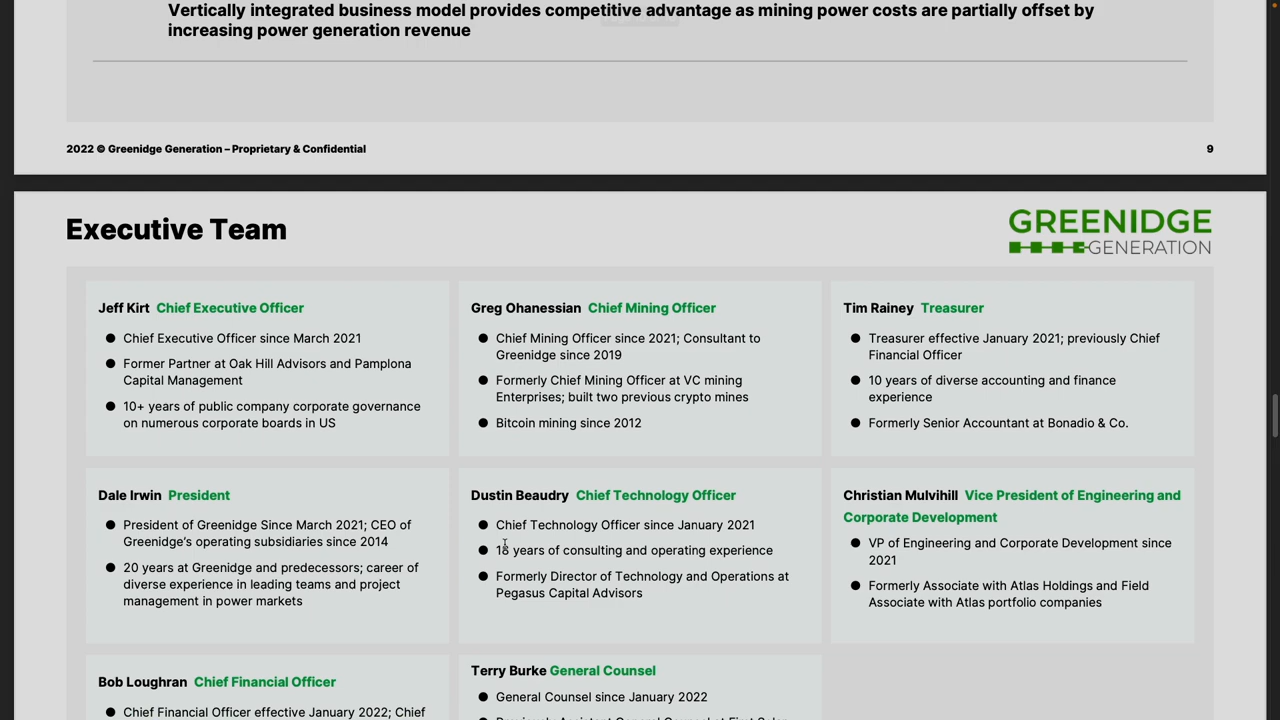 Vertically integrated business model provides competitive advantage as mining power costs are partially offset by
increasing power generation revenue
2022 © Greenidge Generation – Proprietary & Confidential
9
Executive Team
GREENIDGE
GENERATION
Jeff Kirt Chief Executive Officer
● Chief Executive Officer since March 2021
● Former Partner at Oak Hill Advisors and Pamplona
Capital Management
● 10+ years of public company corporate governance
on numerous corporate boards in US
Greg Ohanessian Chief Mining Officer
● Chief Mining Officer since 2021; Consultant to
Greenidge since 2019
● Formerly Chief Mining Officer at VC mining
Enterprises; built two previous crypto mines
● Bitcoin mining since 2012
Tim Rainey Treasurer
● Treasurer effective January 2021; previously Chief
Financial Officer
● 10 years of diverse accounting and finance
experience
● Formerly Senior Accountant at Bonadio & Co.
Dale Irwin President
● President of Greenidge Since March 2021; CEO of
Greenidge's operating subsidiaries since 2014
● 20 years at Greenidge and predecessors; career of
diverse experience in leading teams and project
management in power markets
Dustin Beaudry Chief Technology Officer
● Chief Technology Officer since January 2021
● years of consulting and operating experience
● Formerly Director of Technology and Operations at
Pegasus Capital Advisors
Christian Mulvihill Vice President of Engineering and
Corporate Development
● VP of Engineering and Corporate Development since
2021
● Formerly Associate with Atlas Holdings and Field
Associate with Atlas portfolio companies
Bob Loughran Chief Financial Officer
● Chief Financial Officer effective January 2022; Chief
Terry Burke General Counsel
● General Counsel since January 2022